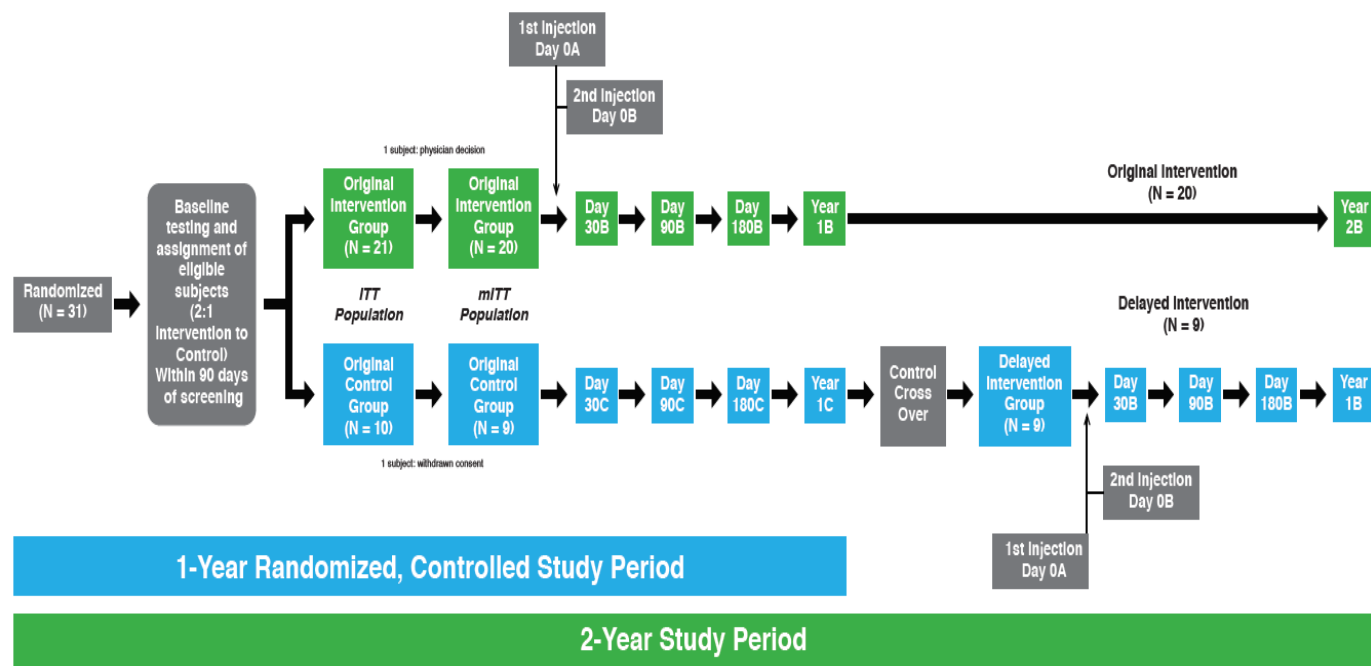 1st Injection
Day 0A
2nd Injection
Day 0B
1 subject: physician decision
Randomized
(N = 31)
Baseline
testing and
assignment of
eligible
subjects
(2:1
Intervention to
Control)
Within 90 days
of screening
Original
Intervention
Group
(N = 21)
Original
Intervention
Group
(N = 20)
Day
30B
Day
90B
Day
180B
Year
1B
Original Intervention
(N = 20)
Year
2B
ITT
Population
mITT
Population
Original
Control
Group
(N = 10)
Original
Control
Group
(N = 9)
Day
30C
Day
90C
Day
180C
Year
1C
Control
Cross
Over
Delayed
Intervention
Group
(N = 9)
Delayed Intervention
(N = 9)
Day
30B
Day
90B
Day
180B
Year
1B
1 subject: withdrawn consent
2nd Injection
Day 0B
1st Injection
Day 0A
1-Year Randomized, Controlled Study Period
2-Year Study Period